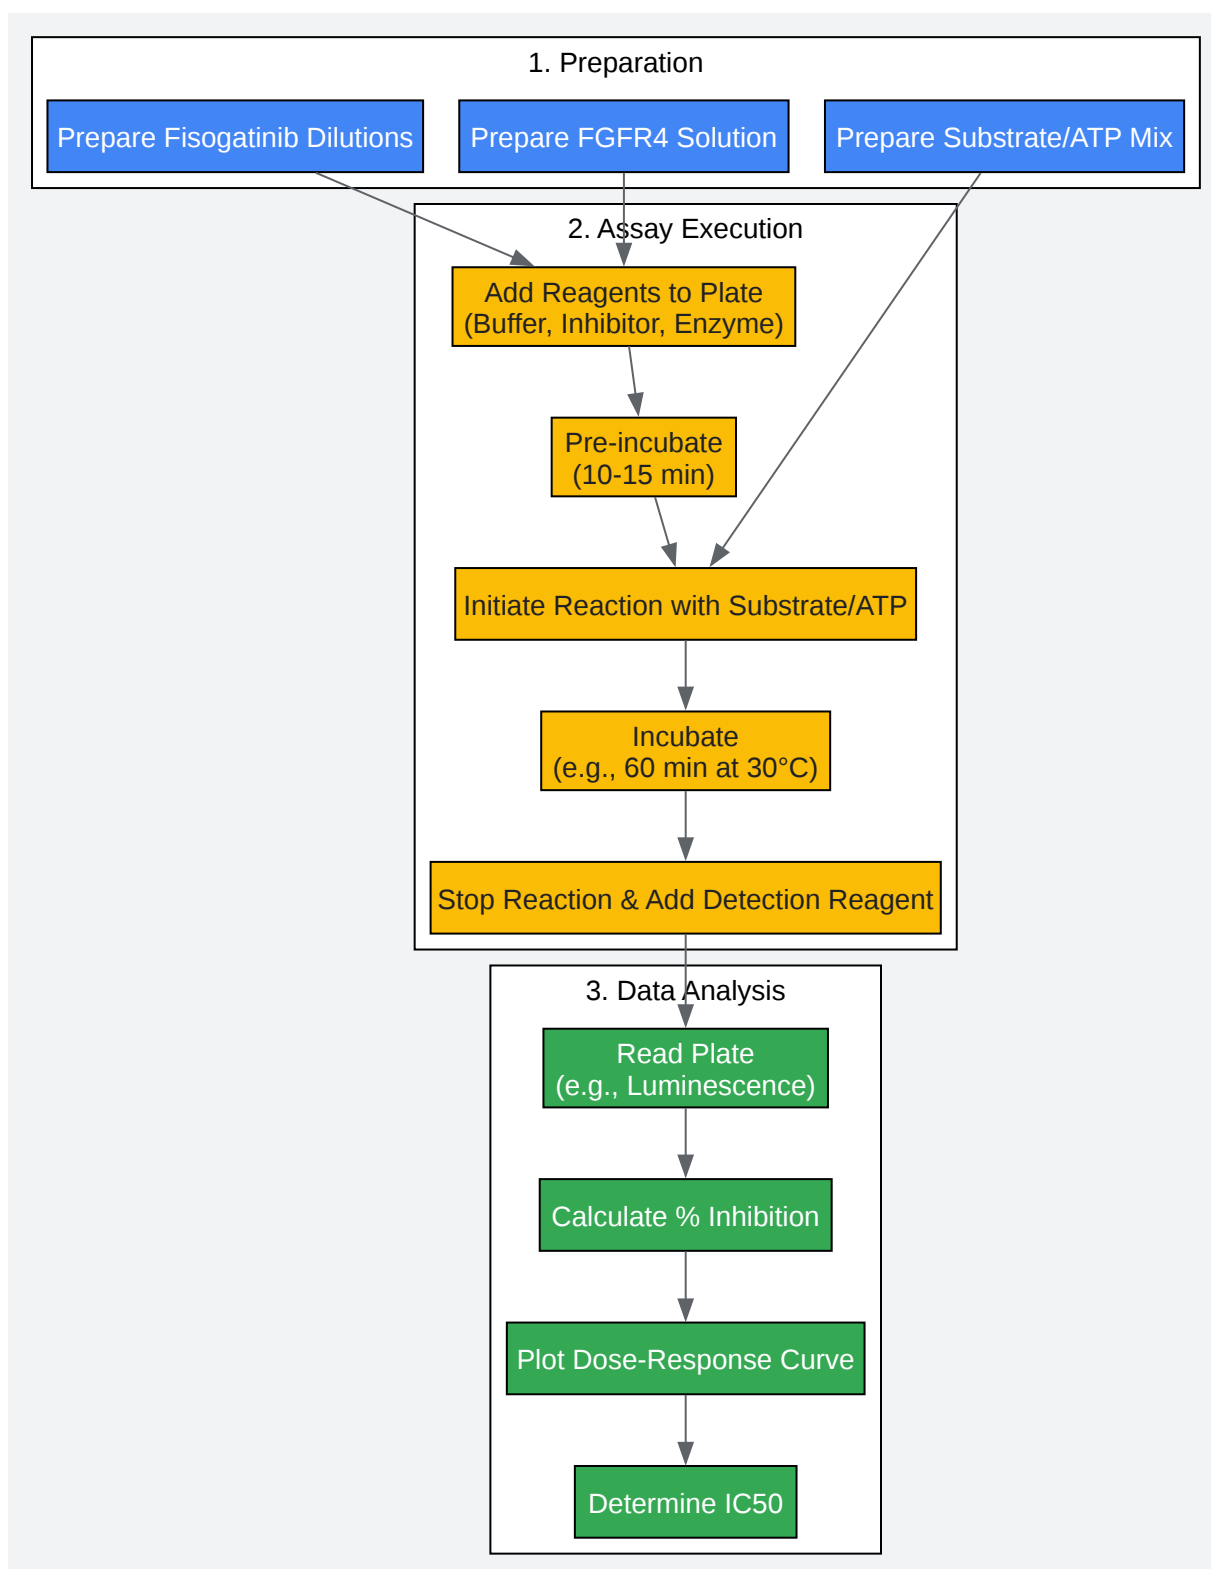 1. Preparation
Prepare Fisogatinib Dilutions
Prepare FGFR4 Solution
Prepare Substrate/ATP Mix
2. Assay Execution
Add Reagents to Plate
(Buffer, Inhibitor, Enzyme)
Pre-incubate
(10-15 min)
Initiate Reaction with Substrate/ATP
Incubate
(e.g., 60 min at 30°C)
Stop Reaction & Add Detection Reagent
3. Data Analysis
Read Plate
(e.g., Luminescence)
Calculate % Inhibition
Plot Dose-Response Curve
Determine IC50